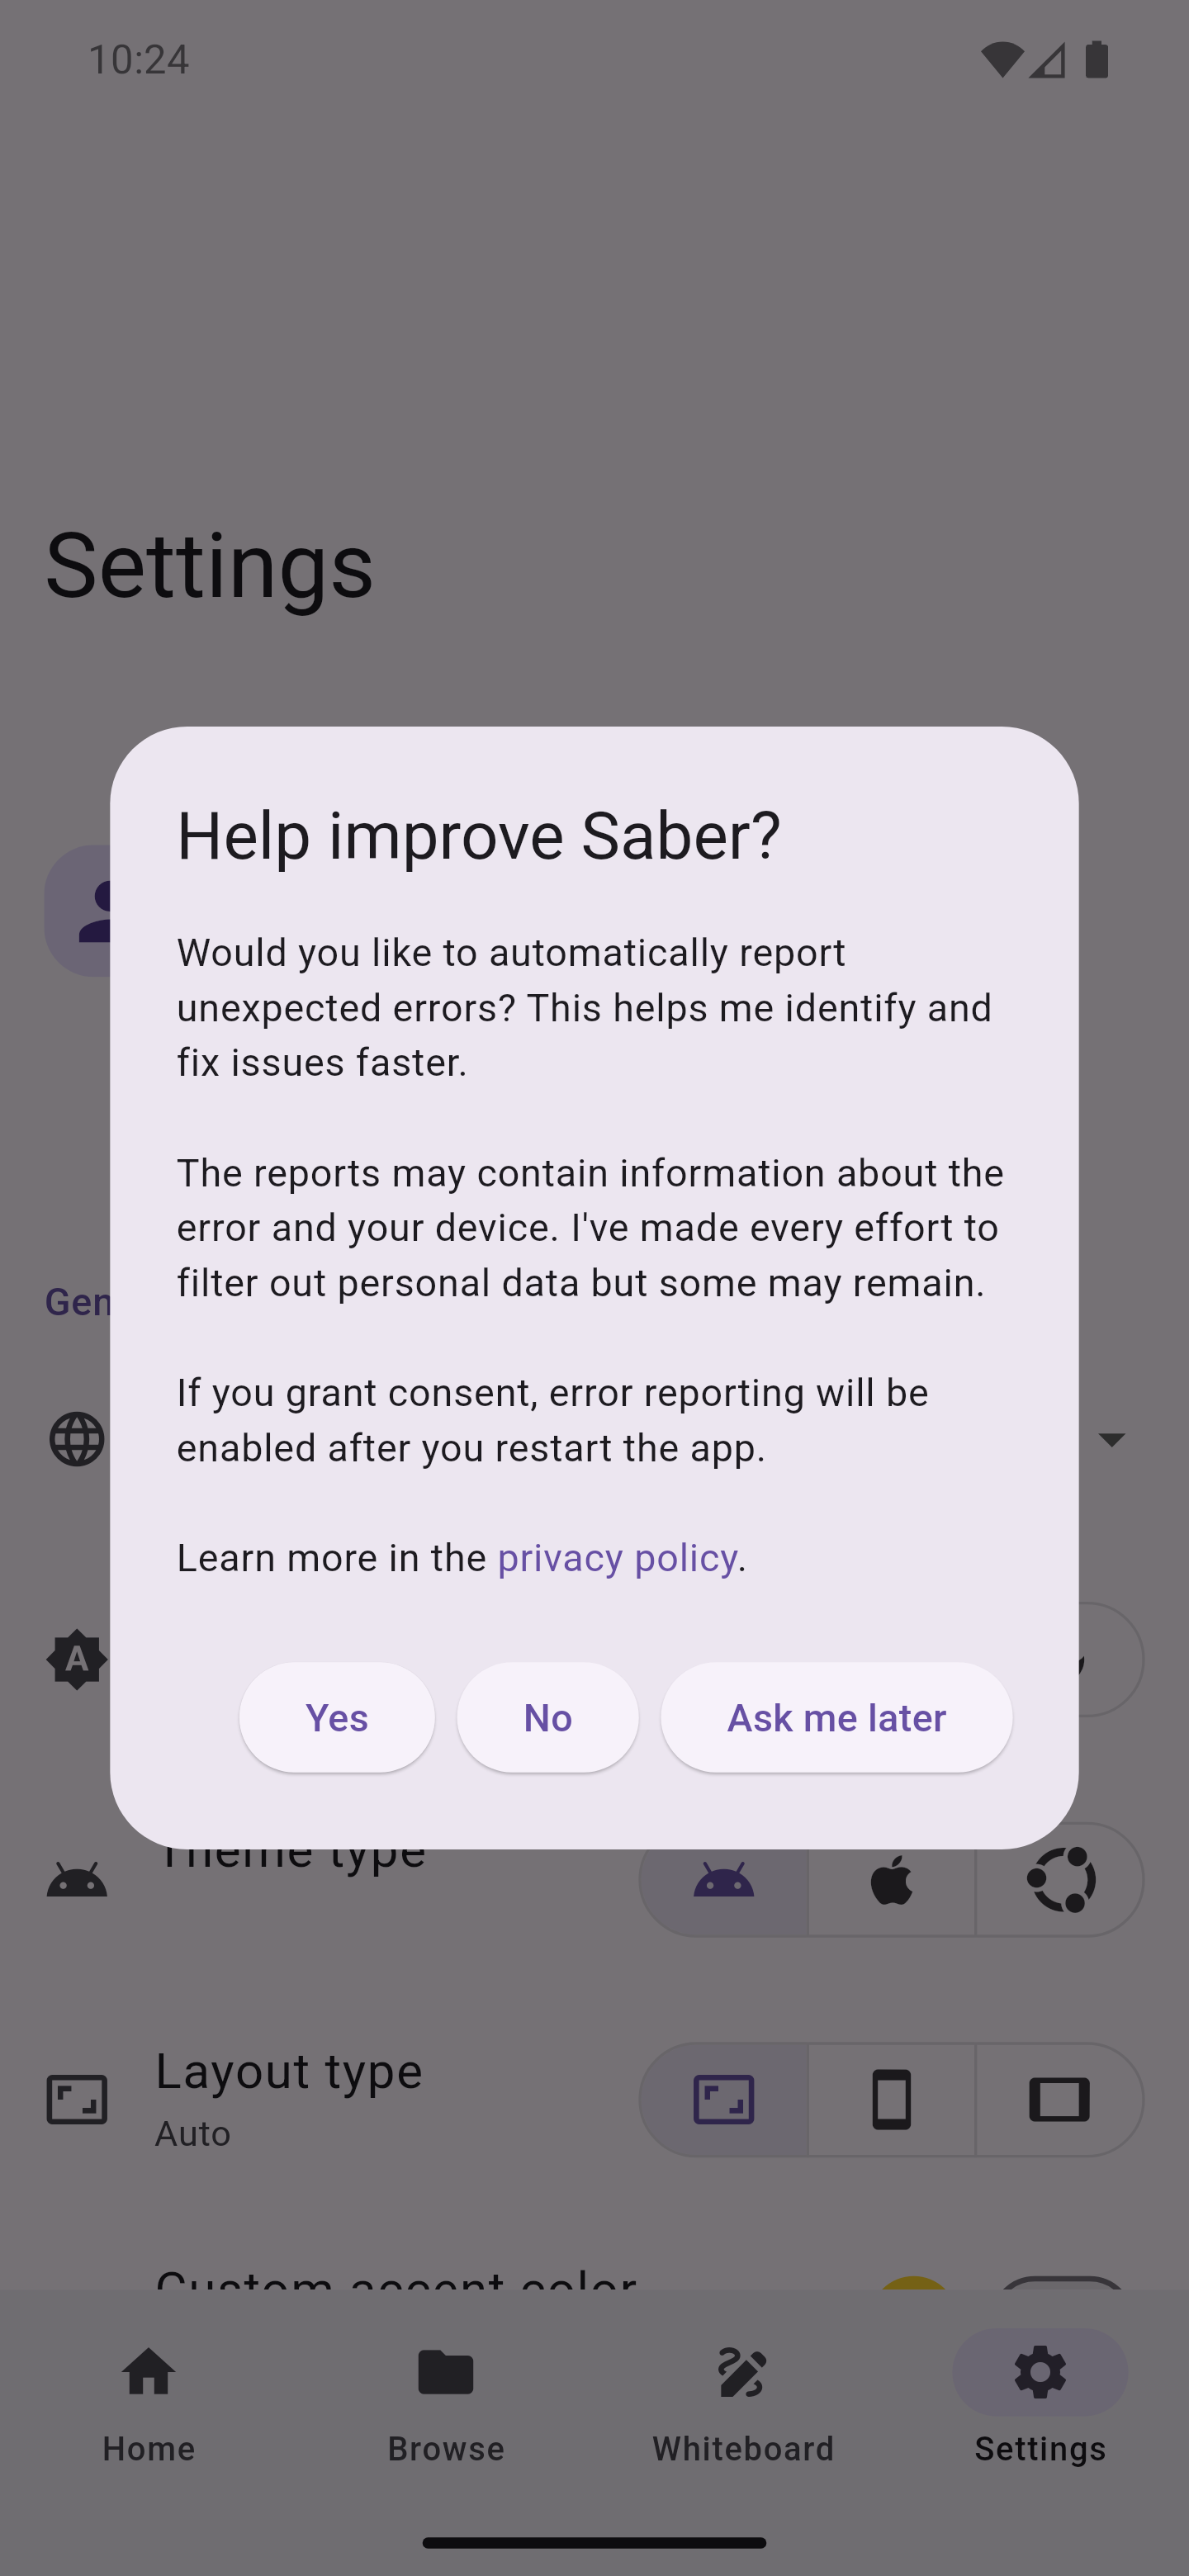 10:24
Settings
Help improve Saber?
Would you like to automatically report
unexpected errors? This helps me identify and
fix issues faster.
The reports may contain information about the
error and your device. I've made every effort to
filter out personal data but some may remain.
Gen
If you grant consent, error reporting will be
enabled after you restart the app.
Learn more in the privacy policy.
A
Yes No Ask me later
Theme type
Layout type
Auto
Custom accent color
Home Browse Whiteboard Settings